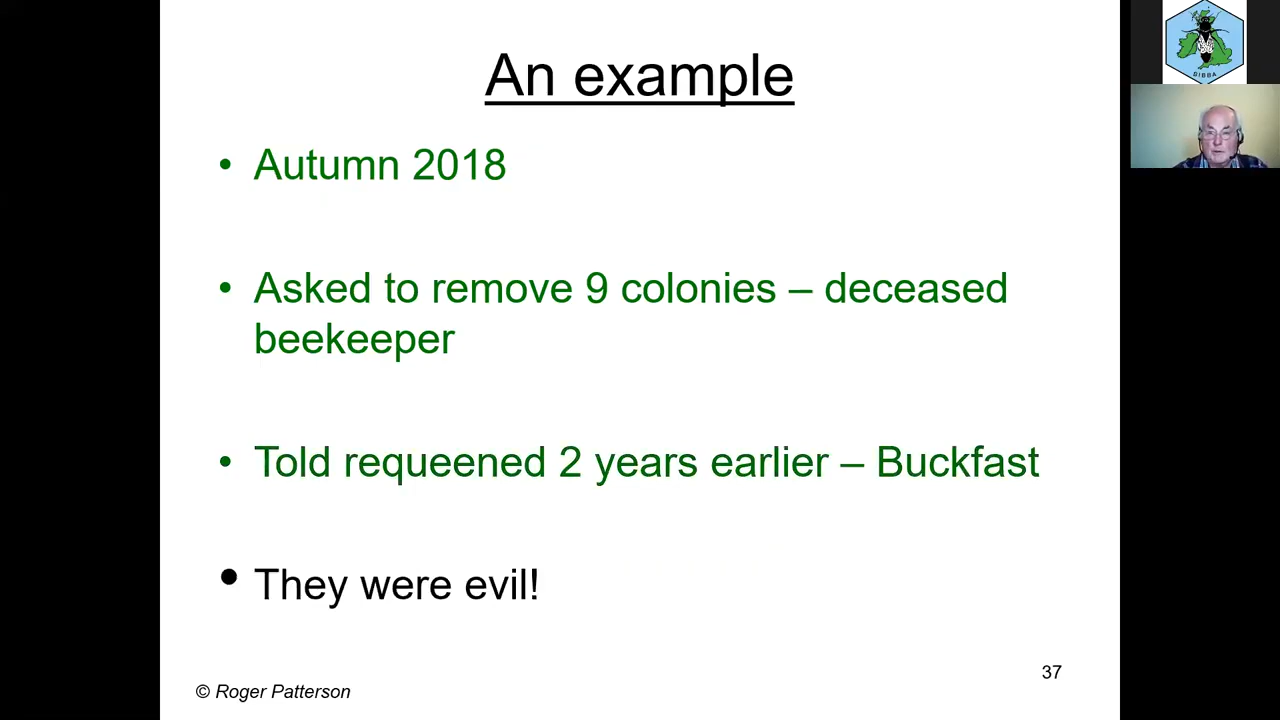 An example
• Autumn 2018
• Asked to remove 9 colonies – deceased
beekeeper
• Told requeened 2 years earlier – Buckfast
• They were evil!
37
© Roger Patterson
BIBBA